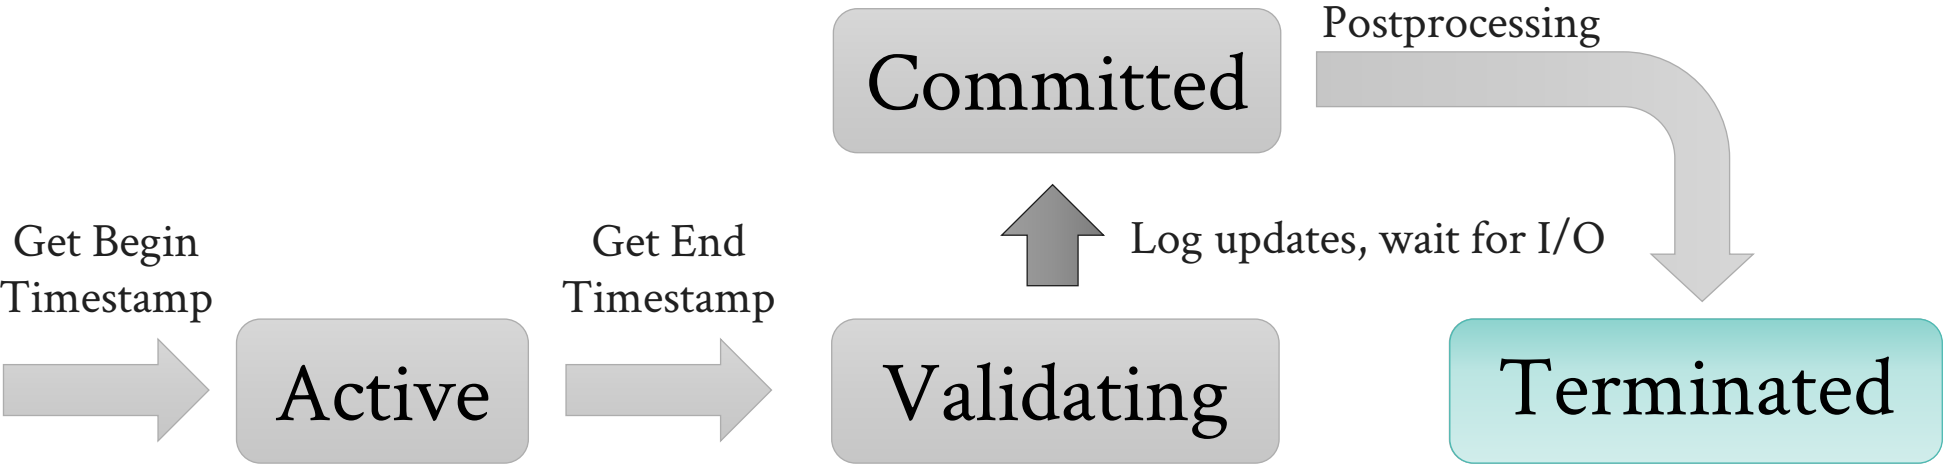 Get Begin
Timestamp
Active
Get End
Timestamp
Validating
Log updates, wait for I/O
Committed
Postprocessing
Terminated